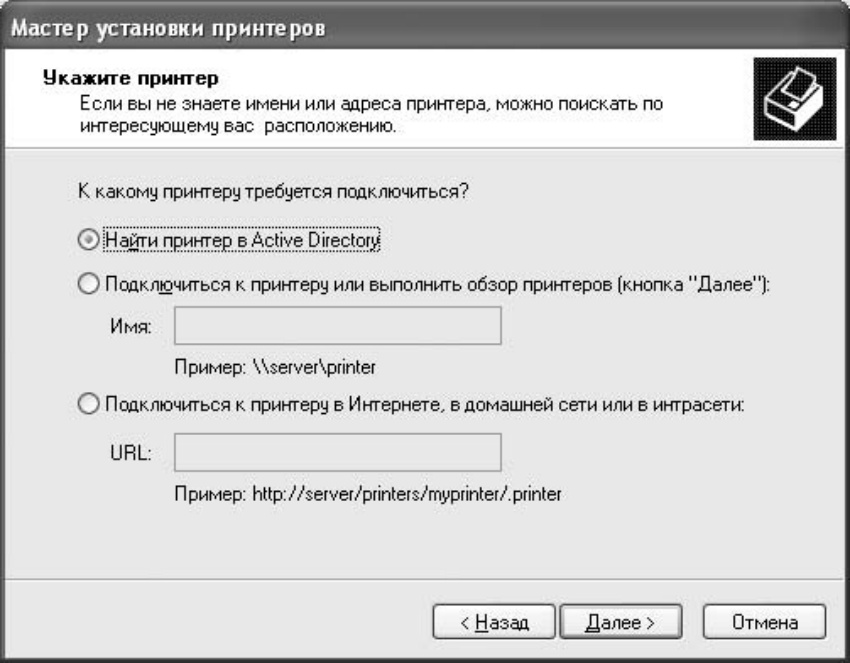 Мастер установки принтеров
Укажите принтер
Если вы не знаете имени или адреса принтера, можно поискать по
интересующему вас расположению.
К какому принтеру требуется подключиться?
Найти принтер в Active Directory
Подключиться к принтеру или выполнить обзор принтеров (кнопка "Далее"):
Имя:
Пример: \\server\printer
Подключиться к принтеру в Интернете, в домашней сети или в интрасети:
URL:
Пример: http://server/printers/myprinter/.printer
< Назад Далее > Отмена